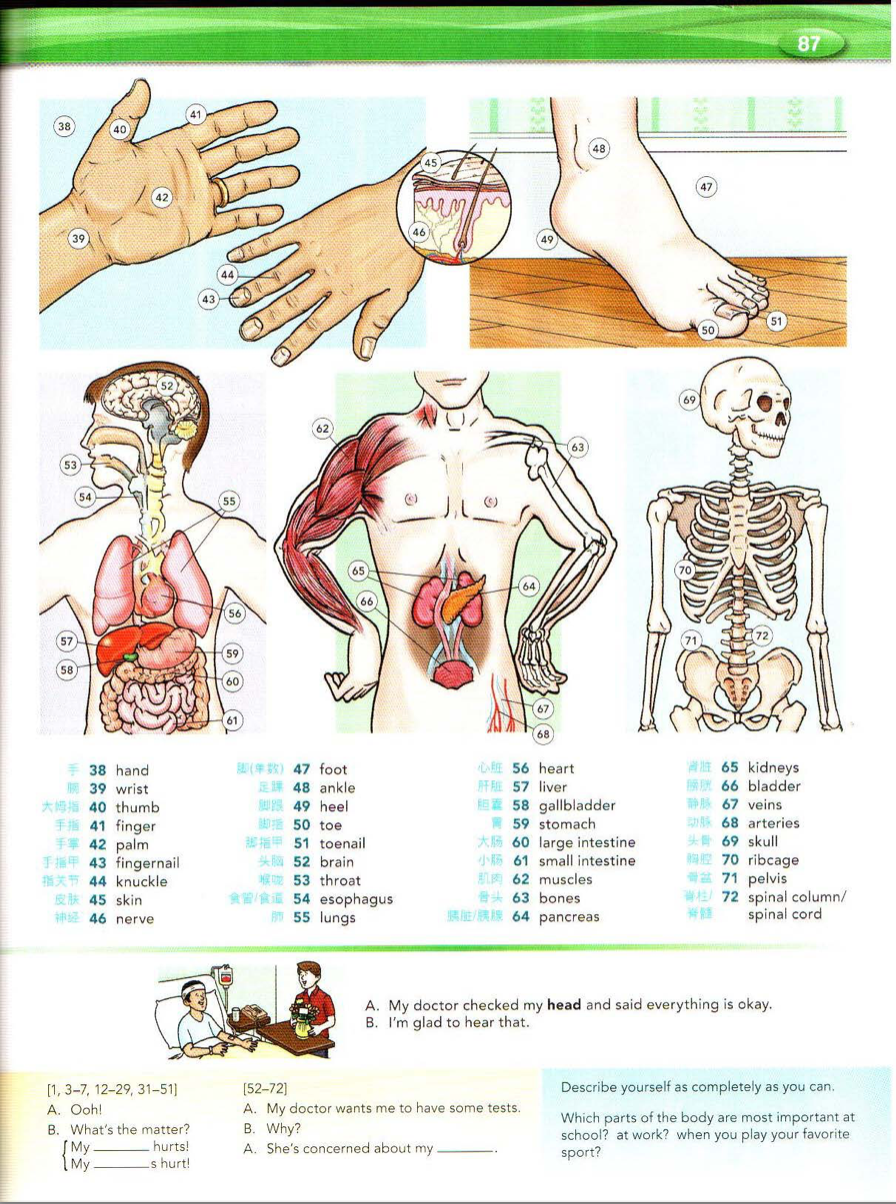 87
38
40
41
42
39
45
46
44
43
48
47
49
50
51
52
53
54
55
56
57
58
59
60
61
62
63
65
64
66
67
68
69
70
71
72
手 38 hand
腕 39 wrist
大姆指 40 thumb
手指 41 finger
手掌 42 palm
手指甲 43 fingernail
指关节 44 knuckle
皮肤 45 skin
神经 46 nerve
脚(单数) 47 foot
足踝 48 ankle
脚跟 49 heel
脚指 50 toe
脚指甲 51 toenail
头脑 52 brain
喉咙 53 throat
食管/食道 54 esophagus
肺 55 lungs
心脏 56 heart
肝脏 57 liver
胆囊 58 gallbladder
胃 59 stomach
大肠 60 large intestine
小肠 61 small intestine
肌肉 62 muscles
骨头 63 bones
胰脏/胰腺 64 pancreas
肾脏 65 kidneys
膀胱 66 bladder
静脉 67 veins
动脉 68 arteries
头骨 69 skull
胸腔 70 ribcage
骨盆 71 pelvis
脊柱/ 72 spinal column/
脊髓 spinal cord
A. My doctor checked my head and said everything is okay.
B. I'm glad to hear that.
[1, 3–7, 12–29, 31–51]
A. Ooh!
B. What's the matter?
My ______ hurts!
My ______s hurt!
[52–72]
A. My doctor wants me to have some tests.
B. Why?
A. She's concerned about my ______.
Describe yourself as completely as you can.
Which parts of the body are most important at
school? at work? when you play your favorite
sport?